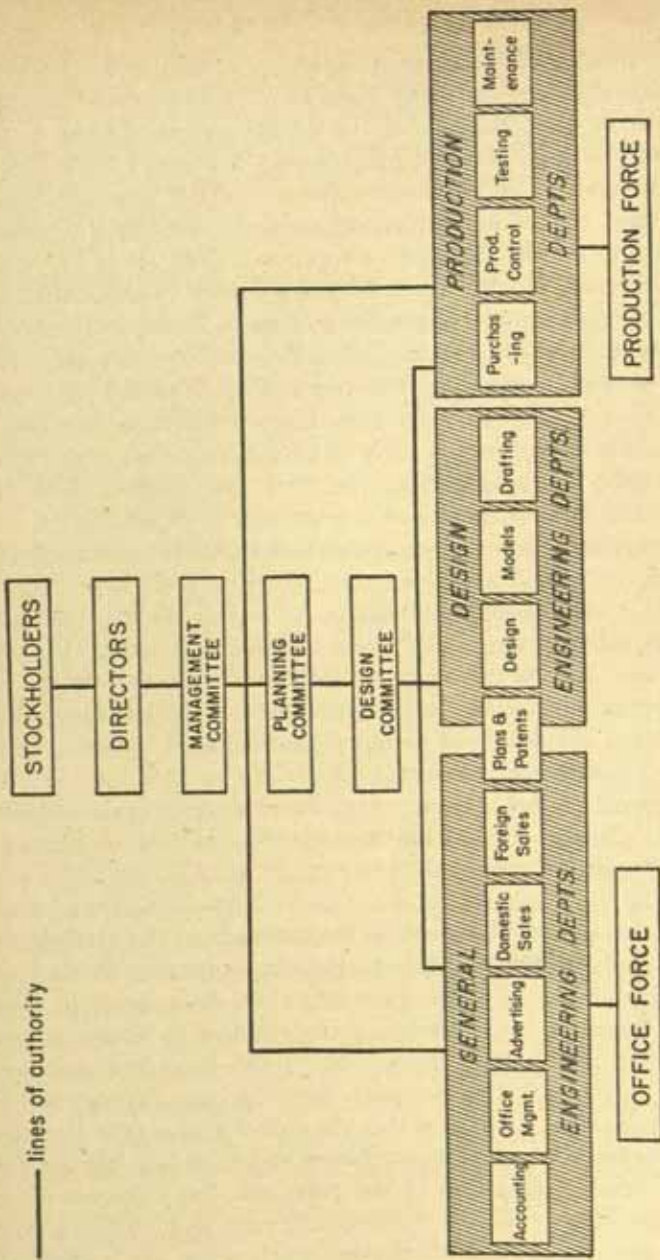 lines of authority
STOCKHOLDERS
DIRECTORS
MANAGEMENT
COMMITTEE
PLANNING
COMMITTEE
DESIGN
COMMITTEE
GENERAL
Accounting
Office
Mgmt.
Advertising
Domestic
Sales
Foreign
Sales
Plans &
Patents
ENGINEERING DEPTS.
DESIGN
Design
Models
Drafting
ENGINEERING DEPTS.
PRODUCTION
Purchas
-ing
Prod.
Control
Testing
Maint-
enance
DEPTS.
OFFICE FORCE
PRODUCTION FORCE